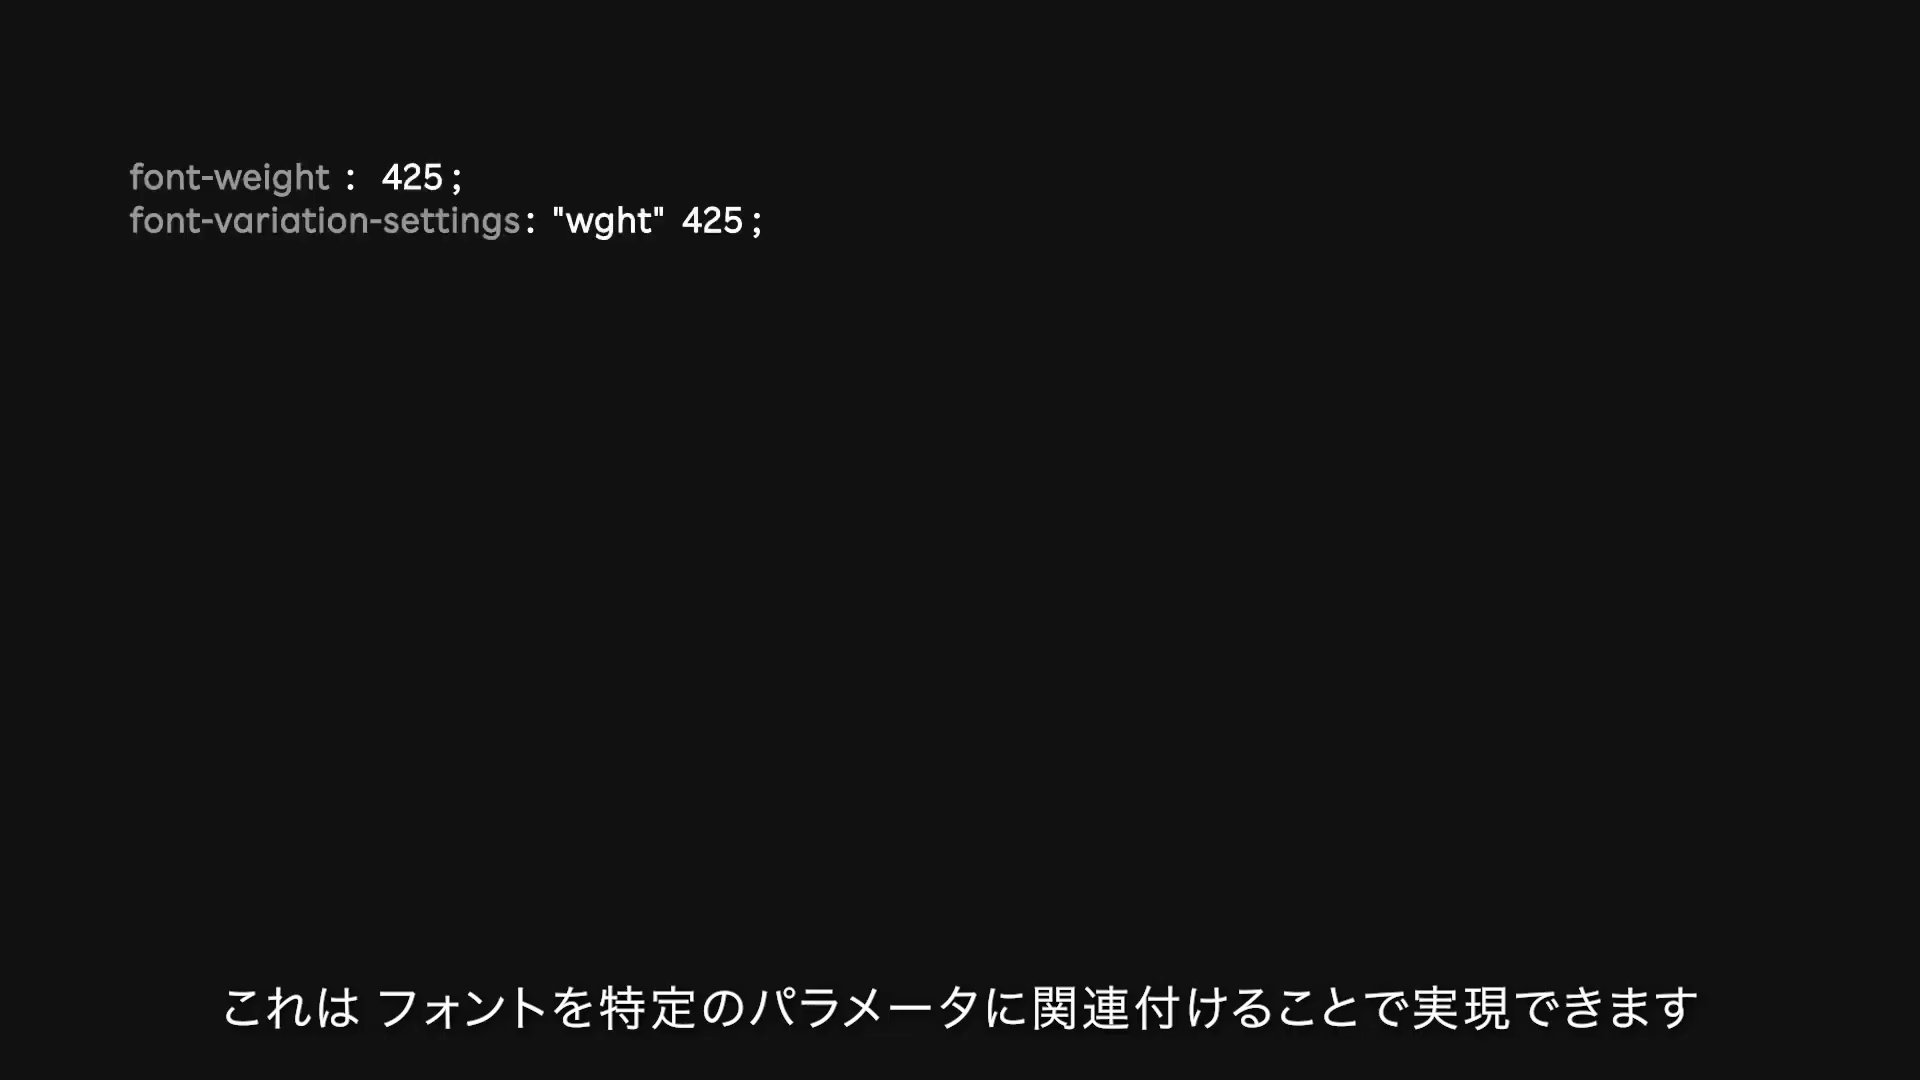 font-weight : 425 ;
font-variation-settings: "wght" 425 ;
これは フォントを特定のパラメータに関連付けることで実現できます